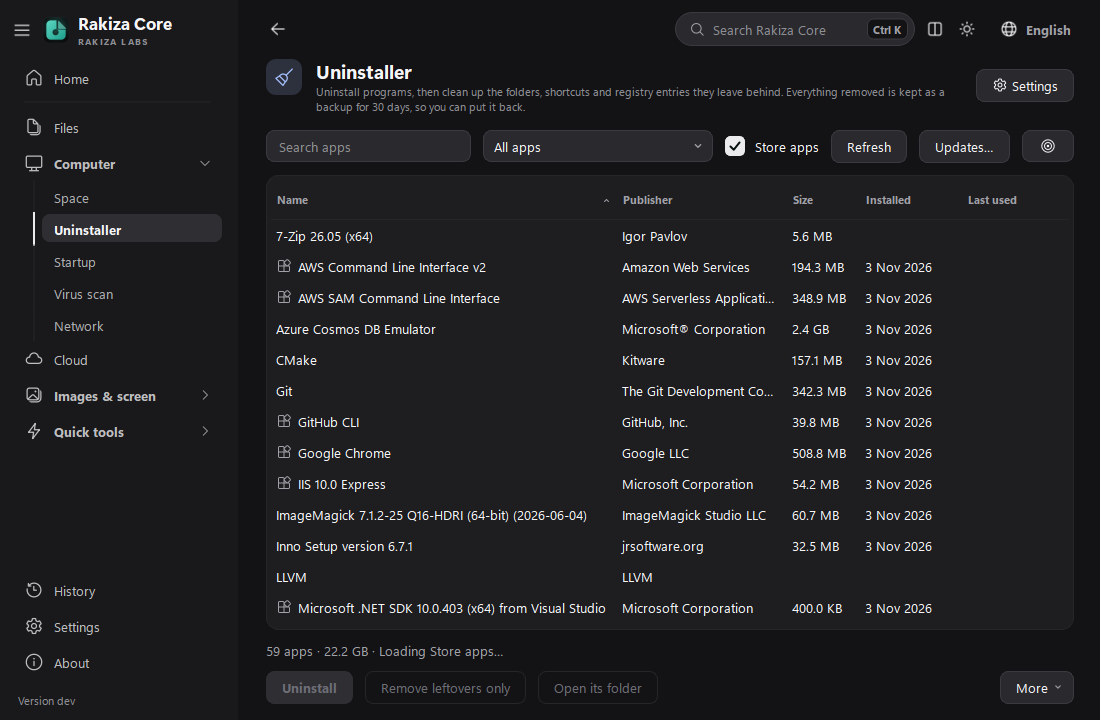 Rakiza Core
RAKIZA LABS
Home
Files
Computer
Space
Uninstaller
Startup
Virus scan
Network
Cloud
Images & screen
Quick tools
History
Settings
About
Version dev
Search Rakiza Core Ctrl K
English
Uninstaller
Uninstall programs, then clean up the folders, shortcuts and registry entries they leave behind. Everything removed is kept as a
backup for 30 days, so you can put it back.
Settings
Search apps All apps Store apps Refresh Updates...
Name Publisher Size Installed Last used
7-Zip 26.05 (x64) Igor Pavlov 5.6 MB
AWS Command Line Interface v2 Amazon Web Services 194.3 MB 3 Nov 2026
AWS SAM Command Line Interface AWS Serverless Applicati... 348.9 MB 3 Nov 2026
Azure Cosmos DB Emulator Microsoft® Corporation 2.4 GB 3 Nov 2026
CMake Kitware 157.1 MB 3 Nov 2026
Git The Git Development Co... 342.3 MB 3 Nov 2026
GitHub CLI GitHub, Inc. 39.8 MB 3 Nov 2026
Google Chrome Google LLC 508.8 MB 3 Nov 2026
IIS 10.0 Express Microsoft Corporation 54.2 MB 3 Nov 2026
ImageMagick 7.1.2-25 Q16-HDRI (64-bit) (2026-06-04) ImageMagick Studio LLC 60.7 MB 3 Nov 2026
Inno Setup version 6.7.1 jrsoftware.org 32.5 MB 3 Nov 2026
LLVM LLVM
Microsoft .NET SDK 10.0.403 (x64) from Visual Studio Microsoft Corporation 400.0 KB 3 Nov 2026
59 apps · 22.2 GB · Loading Store apps...
Uninstall Remove leftovers only Open its folder More